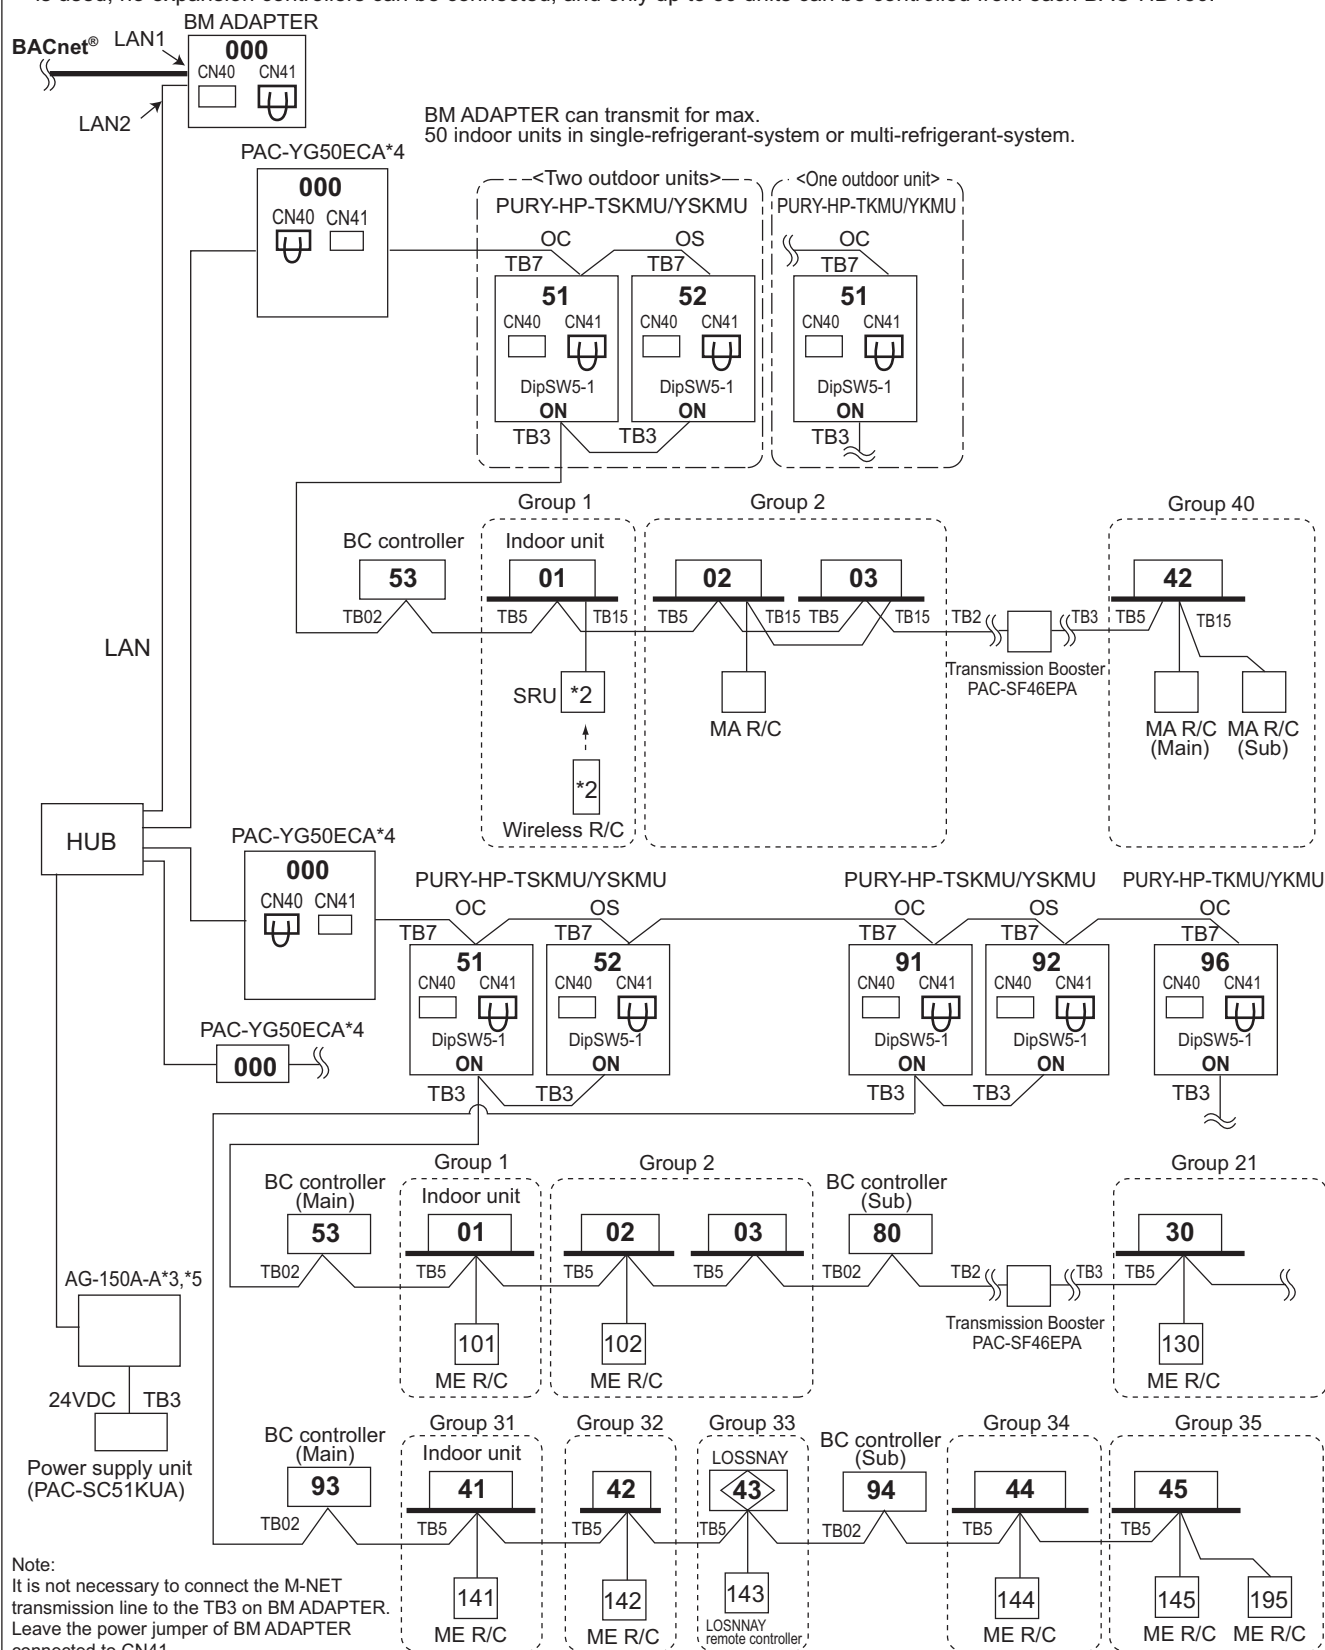 BM ADAPTER
BACnet® LAN1
000
CN40 CN41
LAN2
BM ADAPTER can transmit for max.
50 indoor units in single-refrigerant-system or multi-refrigerant-system.
PAC-YG50ECA*4
000
CN40 CN41
<Two outdoor units> <One outdoor unit>
PURY-HP-TSKMU/YSKMU PURY-HP-TKMU/YKMU
OC OS OC
TB7 TB7 TB7
51 52 51
CN40 CN41 CN40 CN41 CN40 CN41
DipSW5-1 DipSW5-1 DipSW5-1
ON ON ON
TB3 TB3 TB3
Group 1 Group 2 Group 40
BC controller Indoor unit
53 01 02 03 42
TB02 TB5 TB15 TB5 TB15 TB5 TB15 TB2 TB3 TB5 TB15
Transmission Booster
PAC-SF46EPA
LAN
SRU *2
MA R/C
MA R/C MA R/C
(Main) (Sub)
*2
Wireless R/C
HUB
PAC-YG50ECA*4
000
CN40 CN41
PURY-HP-TSKMU/YSKMU PURY-HP-TSKMU/YSKMU PURY-HP-TKMU/YKMU
OC OS OC OS OC
TB7 TB7 TB7 TB7 TB7
51 52 91 92 96
CN40 CN41 CN40 CN41 CN40 CN41 CN40 CN41 CN40 CN41
DipSW5-1 DipSW5-1 DipSW5-1 DipSW5-1 DipSW5-1
ON ON ON ON ON
TB3 TB3 TB3 TB3 TB3
PAC-YG50ECA*4
000
Group 1 Group 2 Group 21
BC controller
(Main)
Indoor unit
BC controller
(Sub)
53 01 02 03 80 30
TB02 TB5 TB5 TB5 TB02 TB2 TB3 TB5
Transmission Booster
PAC-SF46EPA
101 102 130
ME R/C ME R/C ME R/C
AG-150A-A*3,*5
24VDC TB3
Power supply unit
(PAC-SC51KUA)
Group 31 Group 32 Group 33 Group 34 Group 35
BC controller
(Main)
Indoor unit
LOSSNAY
BC controller
(Sub)
93 41 42 43 94 44 45
TB02 TB5 TB5 TB5 TB02 TB5 TB5
141 142 143 144 145 195
ME R/C ME R/C
LOSNNAY
remote controller
ME R/C ME R/C ME R/C
Note:
It is not necessary to connect the M-NET
transmission line to the TB3 on BM ADAPTER.
Leave the power jumper of BM ADAPTER
connected to CN41